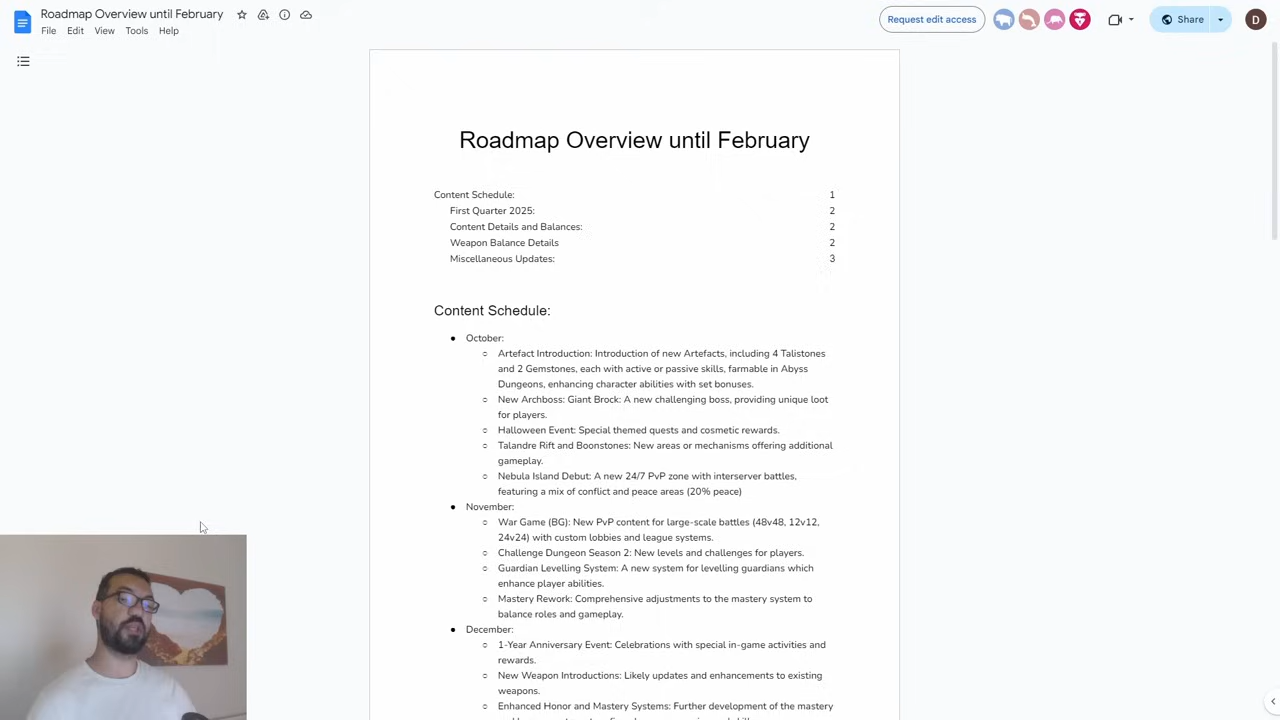 Roadmap Overview until February
File Edit View Tools Help
Request edit access
Share
D
Roadmap Overview until February
Content Schedule: 1
First Quarter 2025: 2
Content Details and Balances: 2
Weapon Balance Details 2
Miscellaneous Updates: 3
Content Schedule:
● October:
○ Artefact Introduction: Introduction of new Artefacts, including 4 Talistones
and 2 Gemstones, each with active or passive skills, farmable in Abyss
Dungeons, enhancing character abilities with set bonuses.
○ New Archboss: Giant Brock: A new challenging boss, providing unique loot
for players.
○ Halloween Event: Special themed quests and cosmetic rewards.
○ Talandre Rift and Boonstones: New areas or mechanisms offering additional
gameplay.
○ Nebula Island Debut: A new 24/7 PvP zone with interserver battles,
featuring a mix of conflict and peace areas (20% peace)
● November:
○ War Game (BG): New PvP content for large-scale battles (48v48, 12v12,
24v24) with custom lobbies and league systems.
○ Challenge Dungeon Season 2: New levels and challenges for players.
○ Guardian Levelling System: A new system for levelling guardians which
enhance player abilities.
○ Mastery Rework: Comprehensive adjustments to the mastery system to
balance roles and gameplay.
● December:
○ 1-Year Anniversary Event: Celebrations with special in-game activities and
rewards.
○ New Weapon Introductions: Likely updates and enhancements to existing
weapons.
○ Enhanced Honor and Mastery Systems: Further development of the mastery